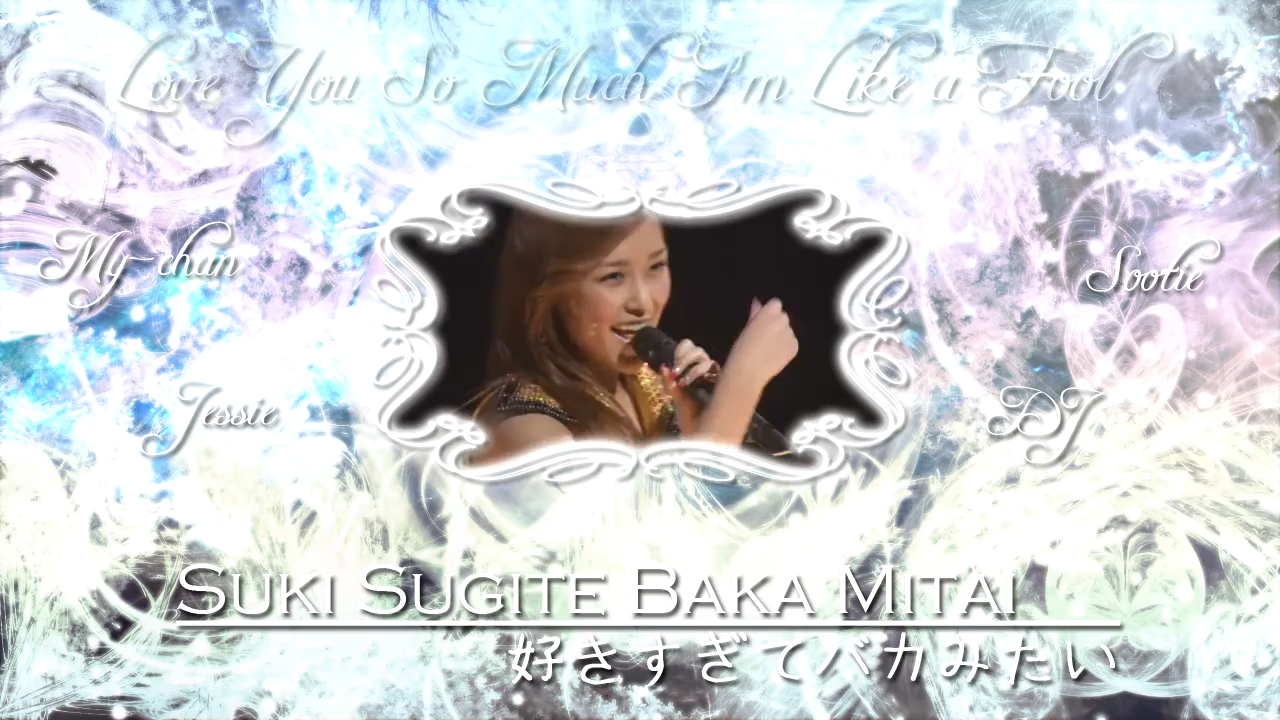 Love You So Much I'm Like a Fool
My-chan
Sootie
Jessie
DJ
Suki Sugite Baka Mitai
好きすぎてバカみたい